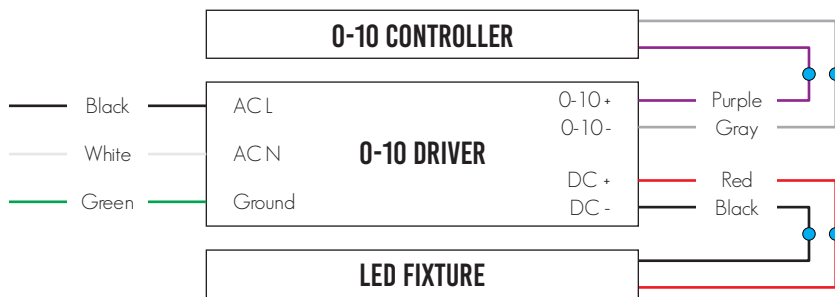 0-10 CONTROLLER
Black
AC L
0-10 +
Purple
0-10 -
Gray
White
AC N
0-10 DRIVER
DC +
Red
Green
Ground
DC -
Black
LED FIXTURE